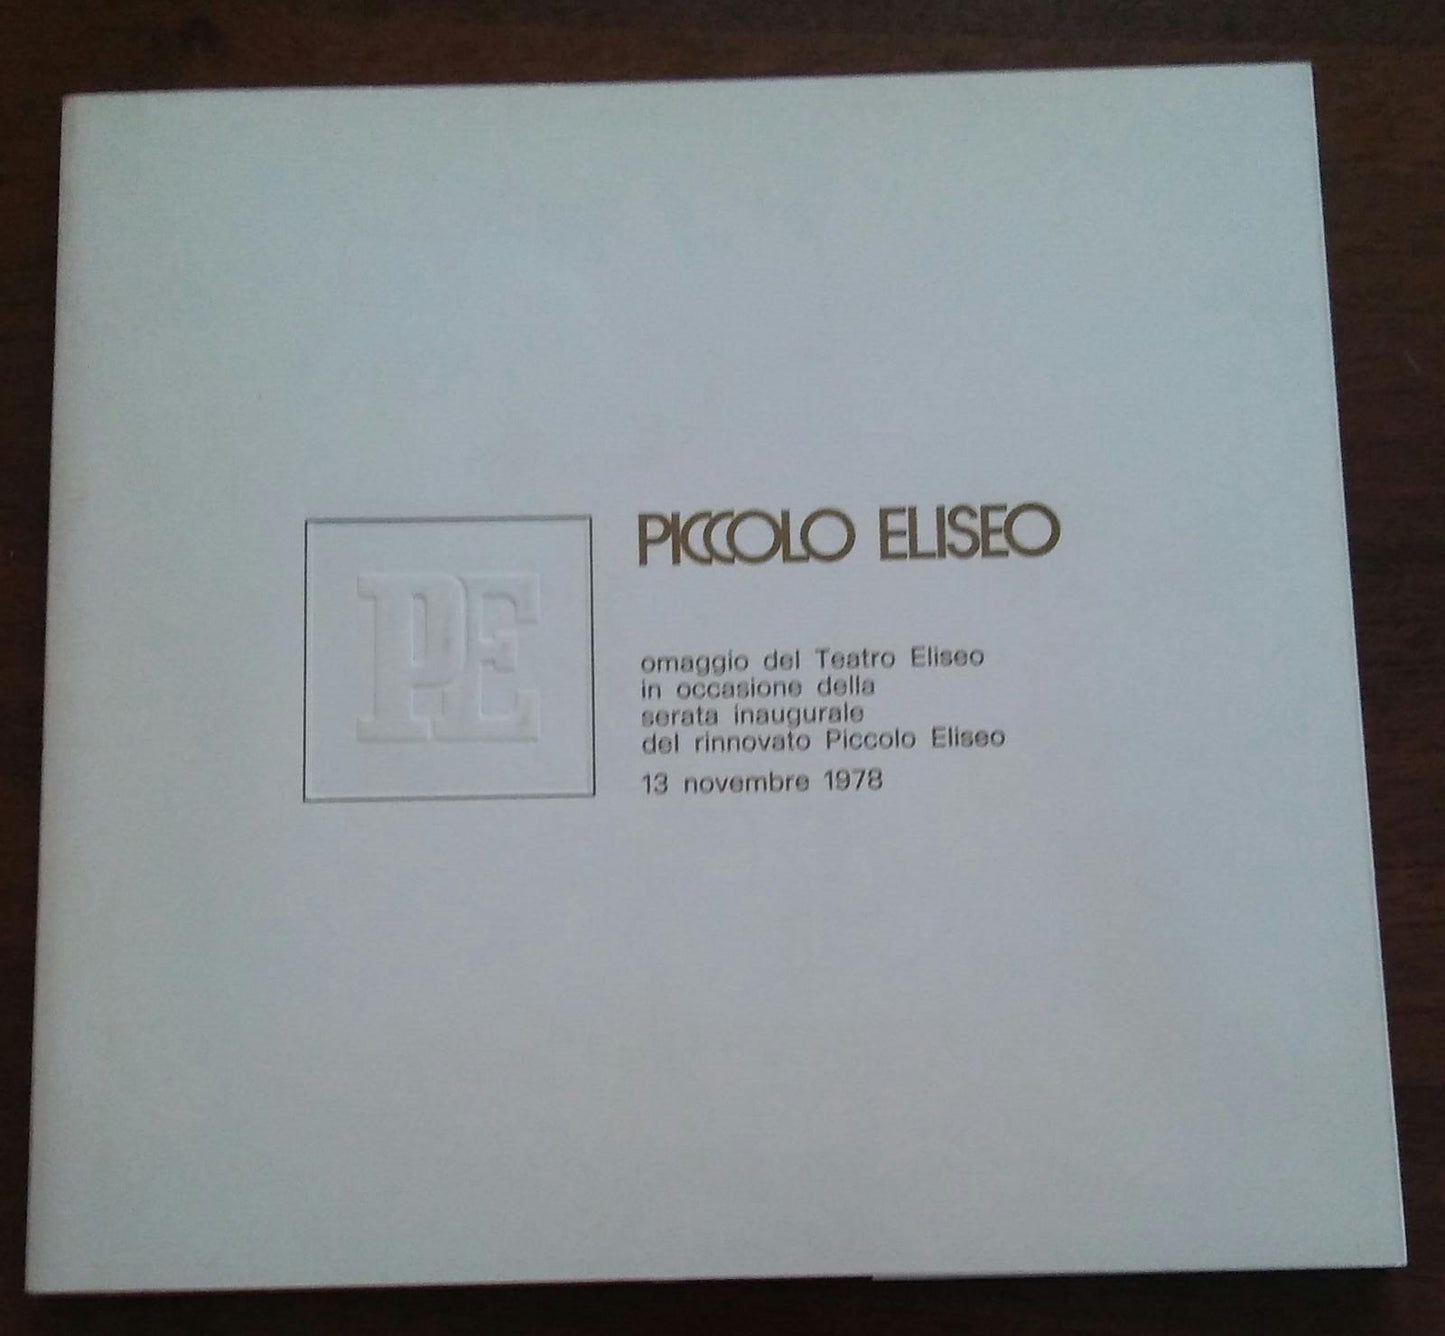 PE
PICCOLO ELISEO
omaggio del Teatro Eliseo
in occasione della
serata inaugurale
del rinnovato Piccolo Eliseo
13 novembre 1978